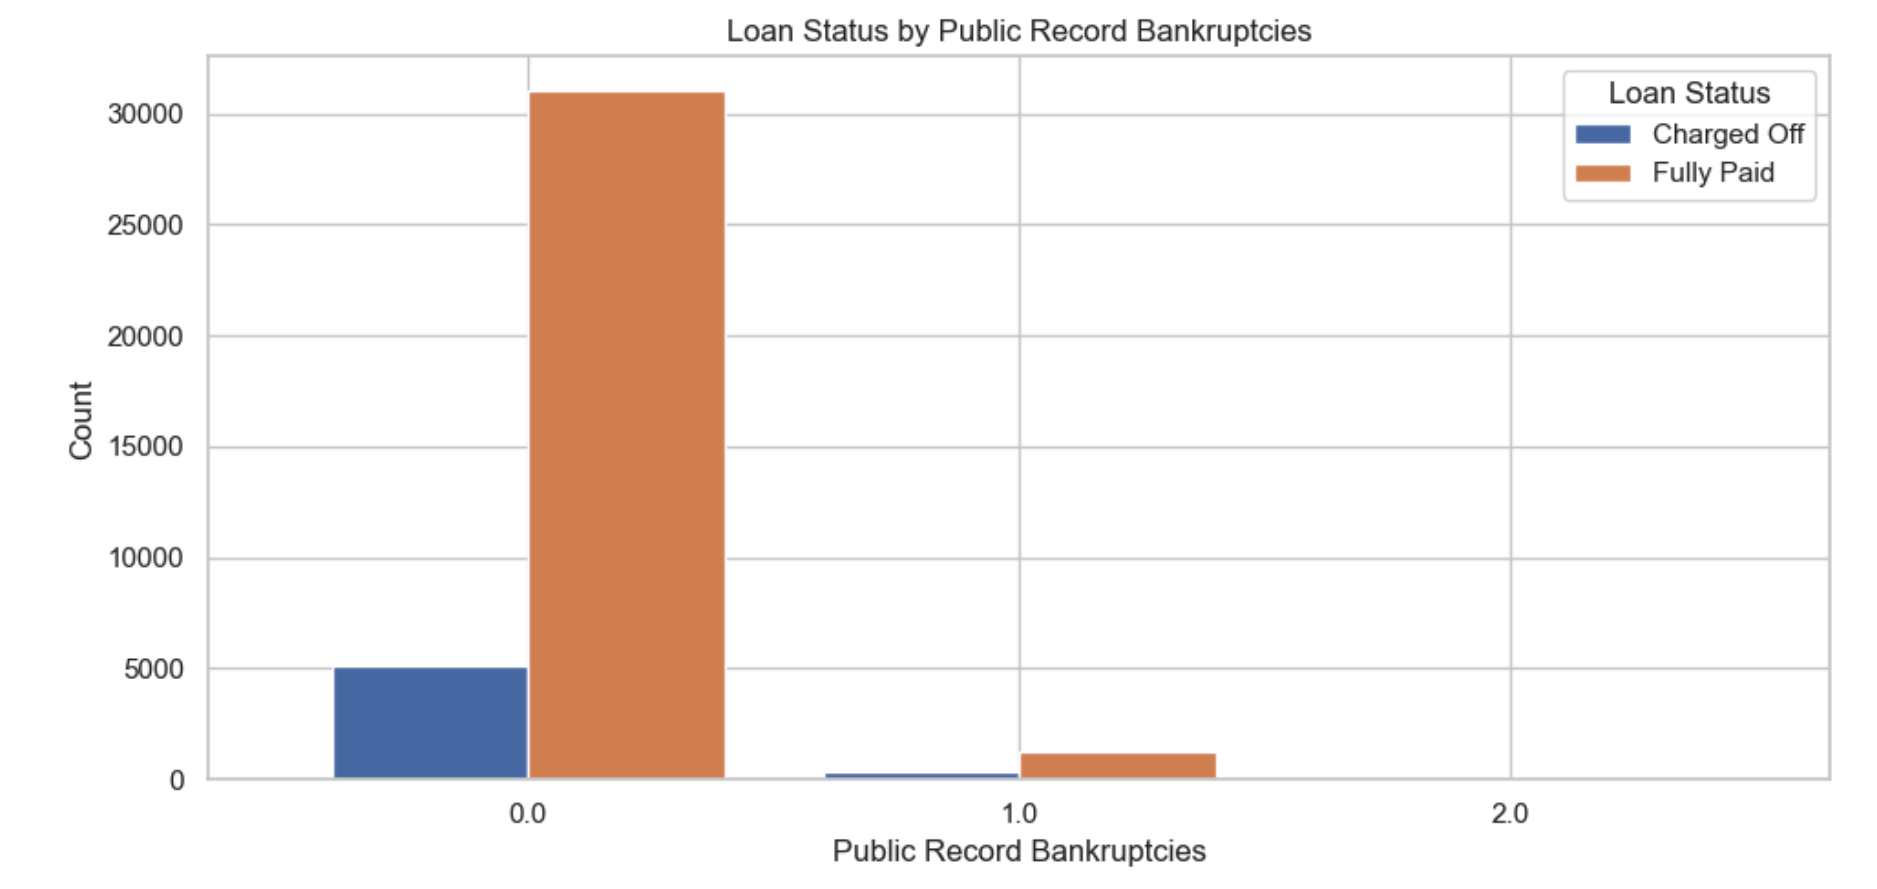 Loan Status by Public Record Bankruptcies
Loan Status
Charged Off
Fully Paid
Count
30000
25000
20000
15000
10000
5000
0
0.0 1.0 2.0
Public Record Bankruptcies